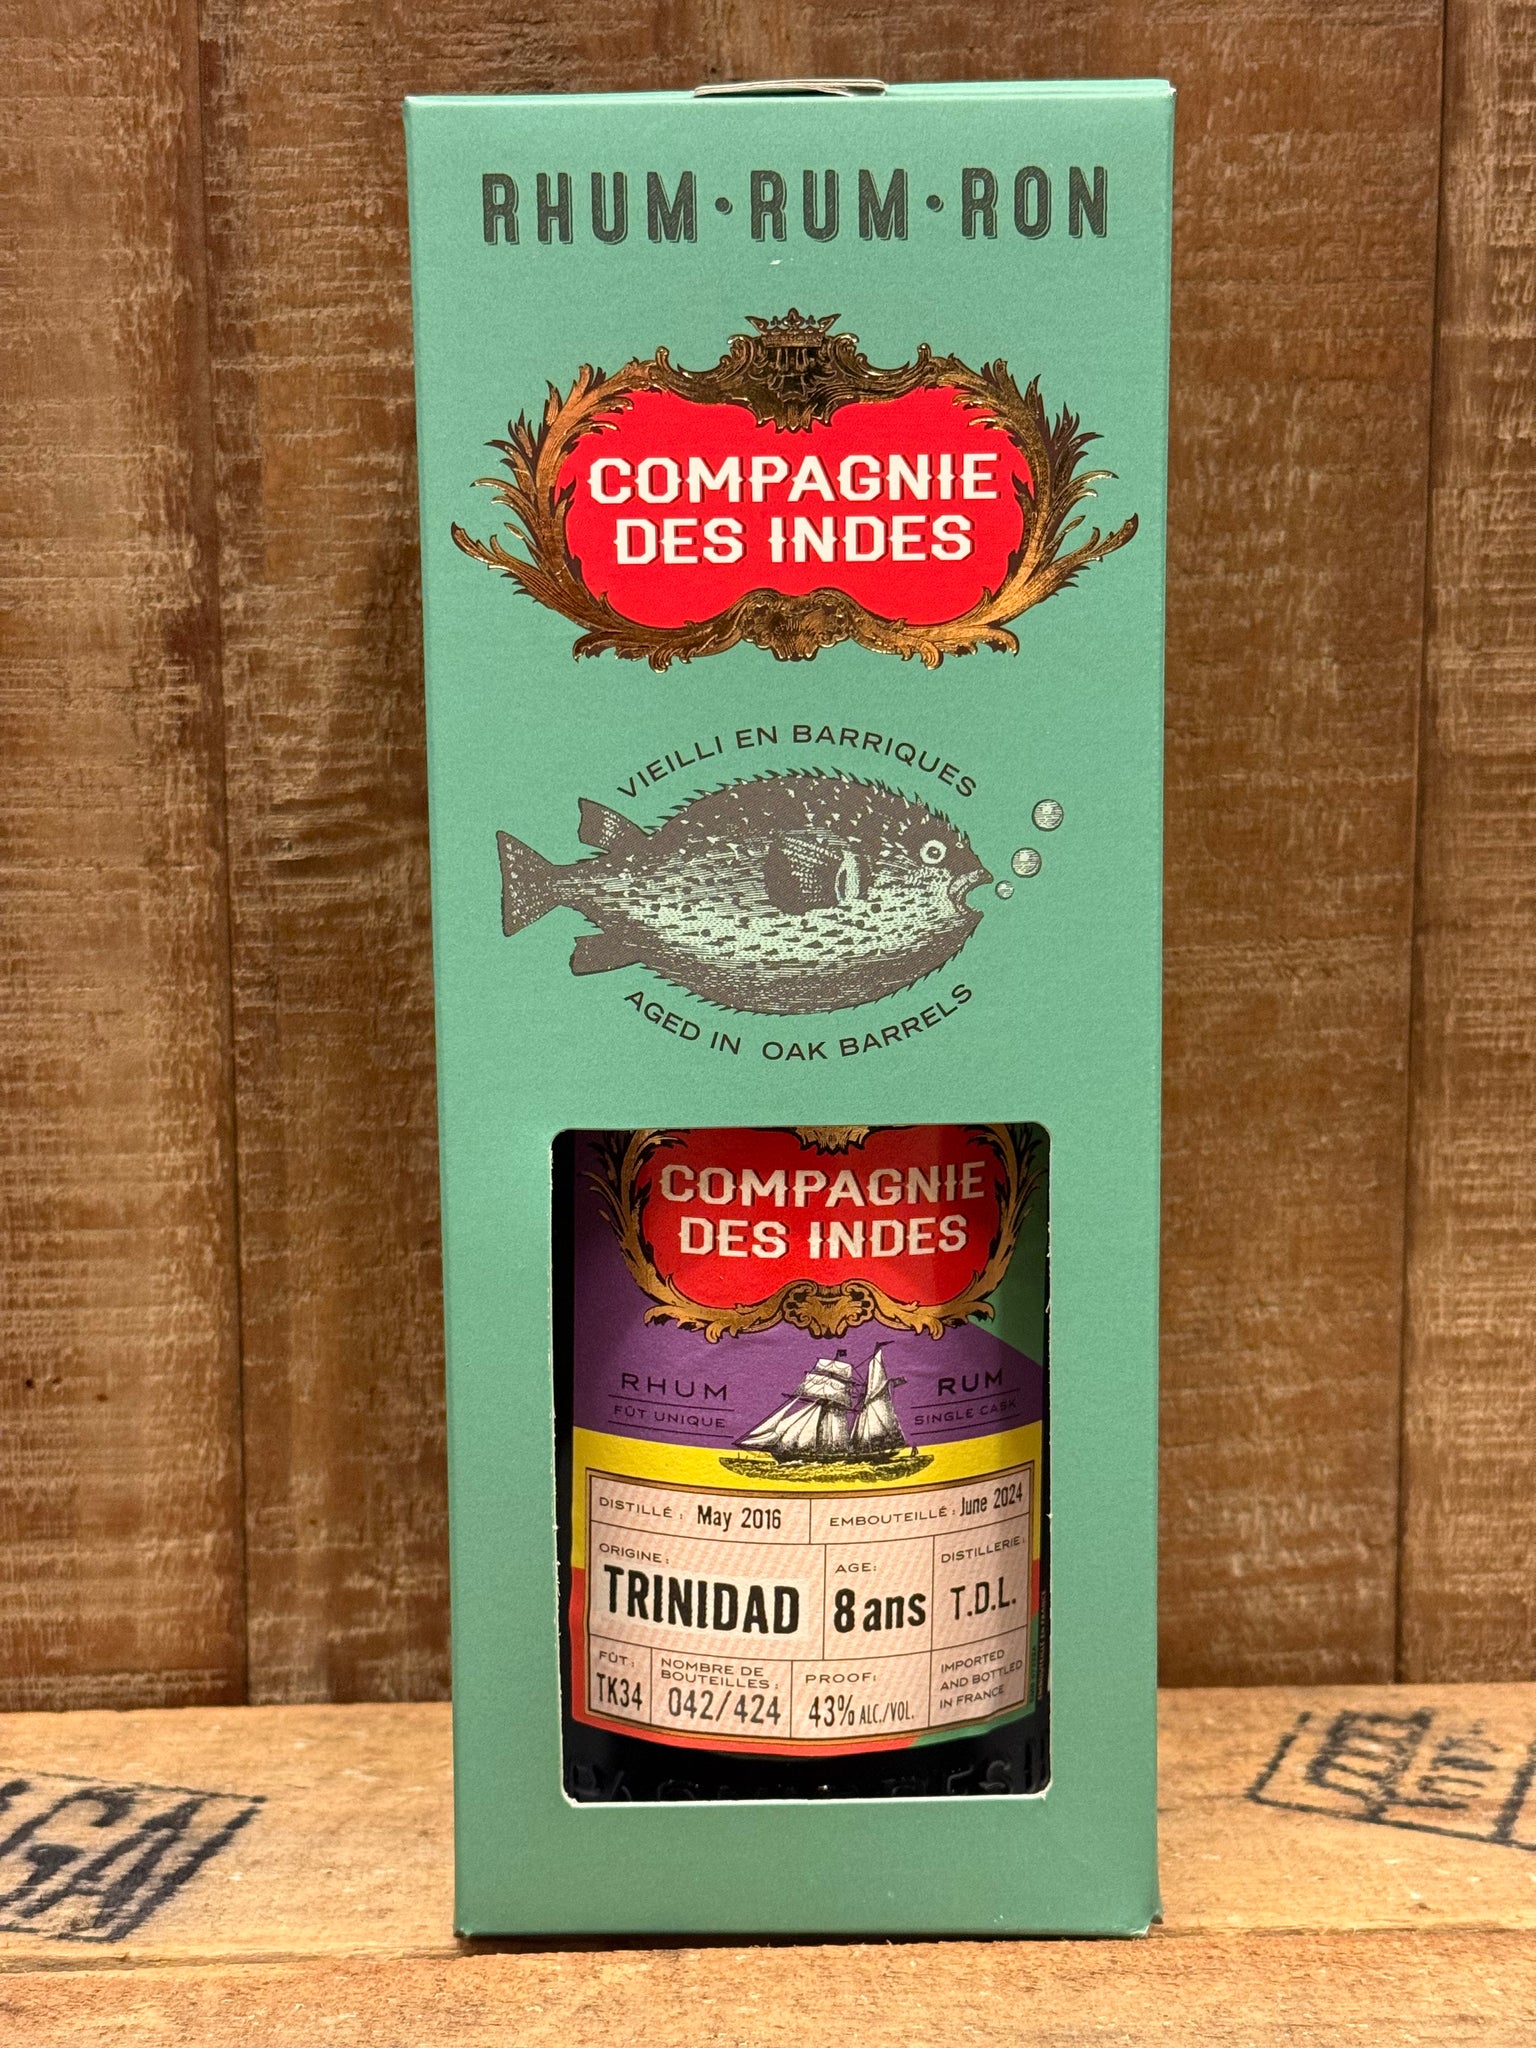 RHUM·RUM·RON
COMPAGNIE
DES INDES
VIEILLI EN BARRIQUES
AGED IN OAK BARRELS
COMPAGNIE
DES INDES
RHUM
FÛT UNIQUE
RUM
SINGLE CASK
DISTILLÉ: May 2016
EMBOUTEILLÉ: June 2024
ORIGINE:
TRINIDAD
AGE:
8 ans
DISTILLERIE:
T.D.L.
FÛT:
TK34
NOMBRE DE
BOUTEILLES:
042/424
PROOF:
43% ALC./VOL.
IMPORTED
AND BOTTLED
IN FRANCE